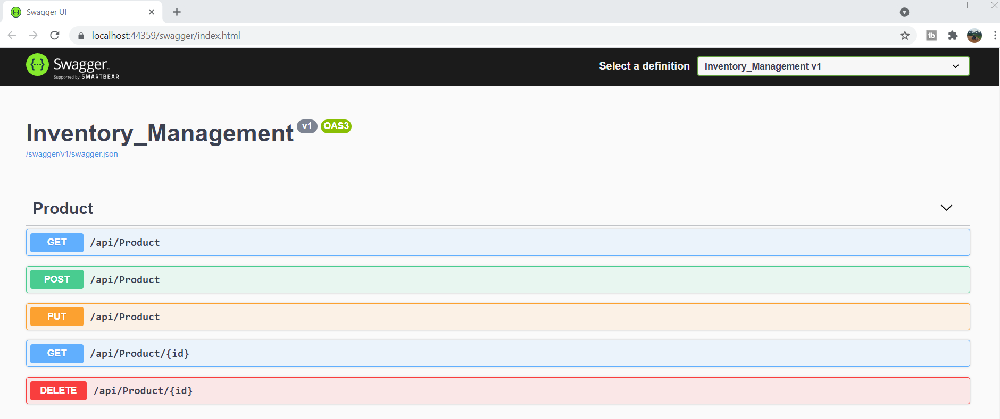 Swagger UI
localhost:44359/swagger/index.html
{···} Swagger™
Supported by SMARTBEAR
Select a definition
Inventory_Management v1
Inventory_Management v1 OAS3
/swagger/v1/swagger.json
Product
GET /api/Product
POST /api/Product
PUT /api/Product
GET /api/Product/{id}
DELETE /api/Product/{id}